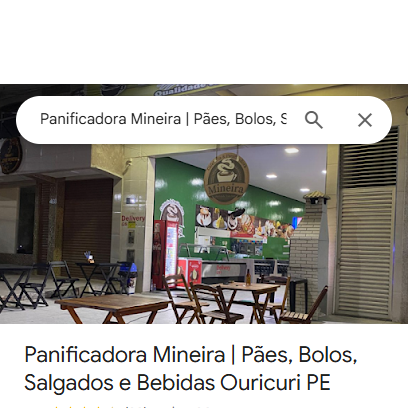 Qualidade
Panificadora Mineira | Pães, Bolos, S
Mineira
Delivery
Panificadora Mineira | Pães, Bolos,
Salgados e Bebidas Ouricuri PE